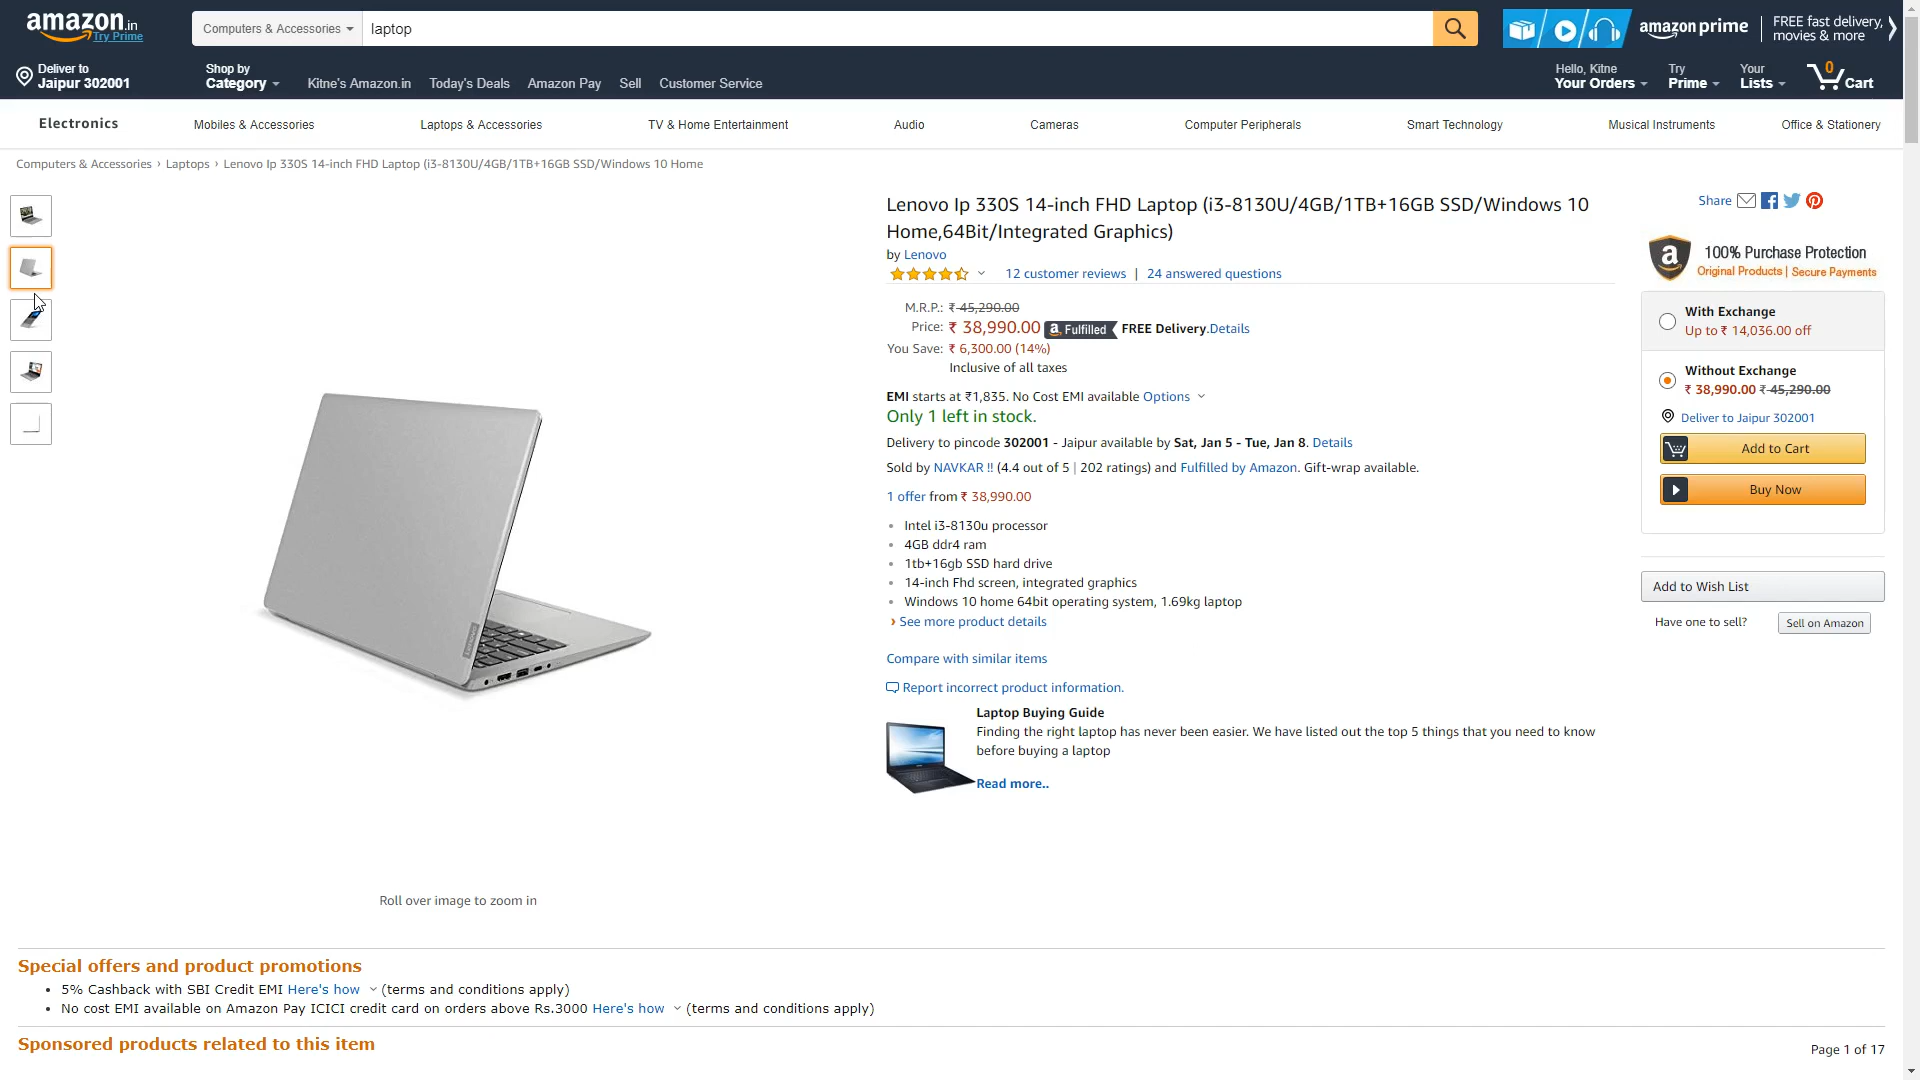 amazon.in
Try Prime
Computers & Accessories
laptop
amazon prime
FREE fast delivery, movies & more
Deliver to
Jaipur 302001
Shop by
Category
Kitne's Amazon.in
Today's Deals
Amazon Pay
Sell
Customer Service
Hello, Kitne
Your Orders
Try
Prime
Your
Lists
0
Cart
Electronics
Mobiles & Accessories
Laptops & Accessories
TV & Home Entertainment
Audio
Cameras
Computer Peripherals
Smart Technology
Musical Instruments
Office & Stationery
Computers & Accessories › Laptops › Lenovo Ip 330S 14-inch FHD Laptop (i3-8130U/4GB/1TB+16GB SSD/Windows 10 Home
Lenovo Ip 330S 14-inch FHD Laptop (i3-8130U/4GB/1TB+16GB SSD/Windows 10
Home,64Bit/Integrated Graphics)
by Lenovo
12 customer reviews | 24 answered questions
M.R.P.: ₹ 45,290.00
Price: ₹ 38,990.00 a Fulfilled FREE Delivery.Details
You Save: ₹ 6,300.00 (14%)
Inclusive of all taxes
EMI starts at ₹1,835. No Cost EMI available Options
Only 1 left in stock.
Delivery to pincode 302001 - Jaipur available by Sat, Jan 5 - Tue, Jan 8. Details
Sold by NAVKAR !! (4.4 out of 5 | 202 ratings) and Fulfilled by Amazon. Gift-wrap available.
1 offer from ₹ 38,990.00
• Intel i3-8130u processor
• 4GB ddr4 ram
• 1tb+16gb SSD hard drive
• 14-inch Fhd screen, integrated graphics
• Windows 10 home 64bit operating system, 1.69kg laptop
› See more product details
Compare with similar items
Report incorrect product information.
Laptop Buying Guide
Finding the right laptop has never been easier. We have listed out the top 5 things that you need to know
before buying a laptop
Read more..
Share
a
100% Purchase Protection
Original Products | Secure Payments
With Exchange
Up to ₹ 14,036.00 off
Without Exchange
₹ 38,990.00 ₹ 45,290.00
Deliver to Jaipur 302001
Add to Cart
Buy Now
Add to Wish List
Have one to sell?
Sell on Amazon
Roll over image to zoom in
Special offers and product promotions
• 5% Cashback with SBI Credit EMI Here's how (terms and conditions apply)
• No cost EMI available on Amazon Pay ICICI credit card on orders above Rs.3000 Here's how (terms and conditions apply)
Sponsored products related to this item
Page 1 of 17